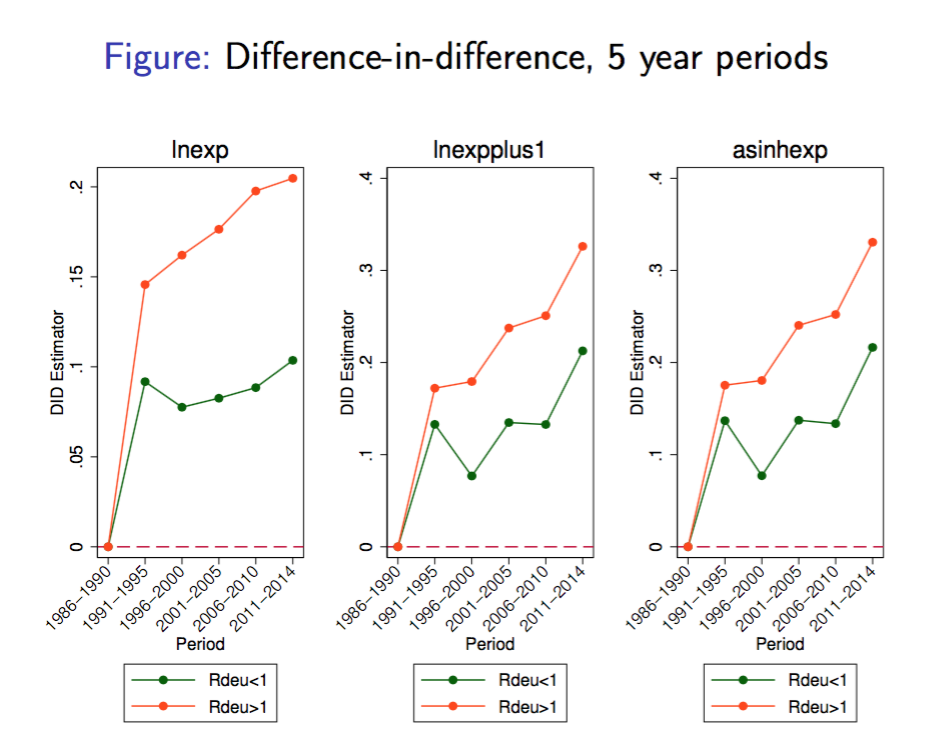 Figure: Difference-in-difference, 5 year periods
lnexp
DID Estimator
.2
.15
.1
.05
0
1986–1990
1991–1995
1996–2000
2001–2005
2006–2010
2011–2014
Period
Rdeu<1
Rdeu>1
lnexpplus1
DID Estimator
.4
.3
.2
.1
0
1986–1990
1991–1995
1996–2000
2001–2005
2006–2010
2011–2014
Period
Rdeu<1
Rdeu>1
asinhexp
DID Estimator
.4
.3
.2
.1
0
1986–1990
1991–1995
1996–2000
2001–2005
2006–2010
2011–2014
Period
Rdeu<1
Rdeu>1